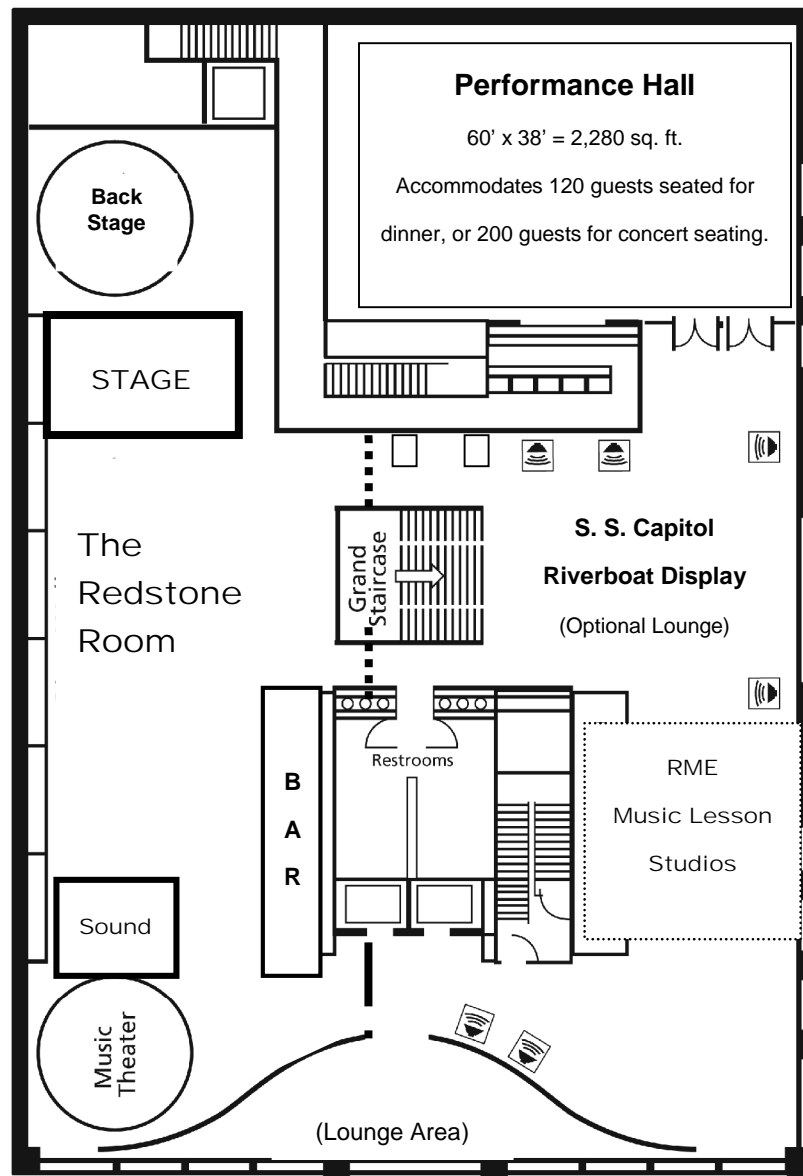 Performance Hall
60’ x 38’ = 2,280 sq. ft.
Accommodates 120 guests seated for
dinner, or 200 guests for concert seating.
Back
Stage
STAGE
The
Redstone
Room
Grand
Staircase
S. S. Capitol
Riverboat Display
(Optional Lounge)
Restrooms
B
A
R
RME
Music Lesson
Studios
Sound
Music
Theater
(Lounge Area)